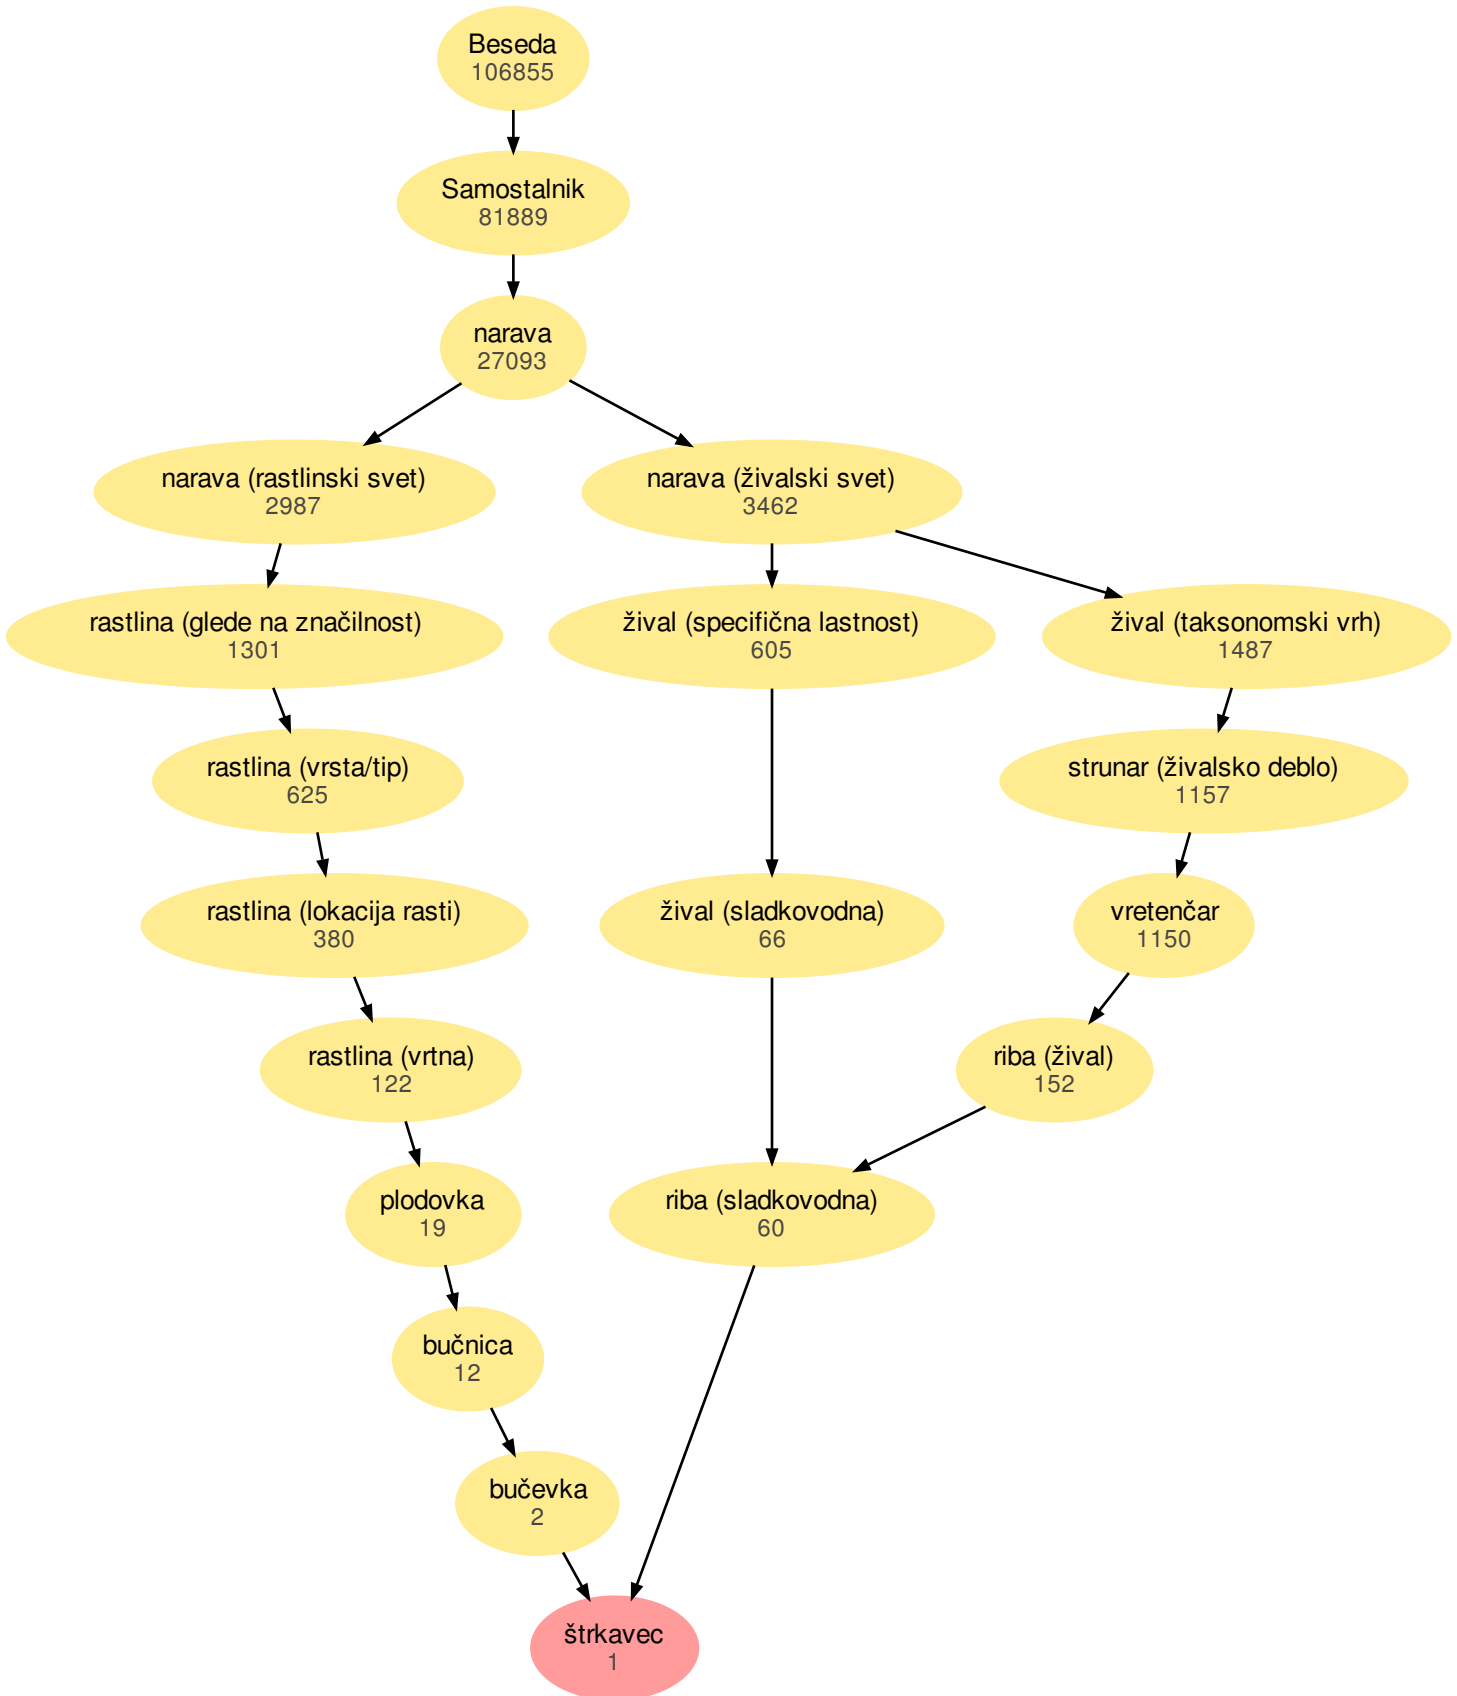 Beseda
106855
Samostalnik
81889
narava
27093
narava (rastlinski svet)
2987
narava (živalski svet)
3462
rastlina (glede na značilnost)
1301
žival (specifična lastnost)
605
žival (taksonomski vrh)
1487
rastlina (vrsta/tip)
625
strunar (živalsko deblo)
1157
rastlina (lokacija rasti)
380
žival (sladkovodna)
66
vretenčar
1150
rastlina (vrtna)
122
riba (žival)
152
plodovka
19
riba (sladkovodna)
60
bučnica
12
bučevka
2
štrkavec
1